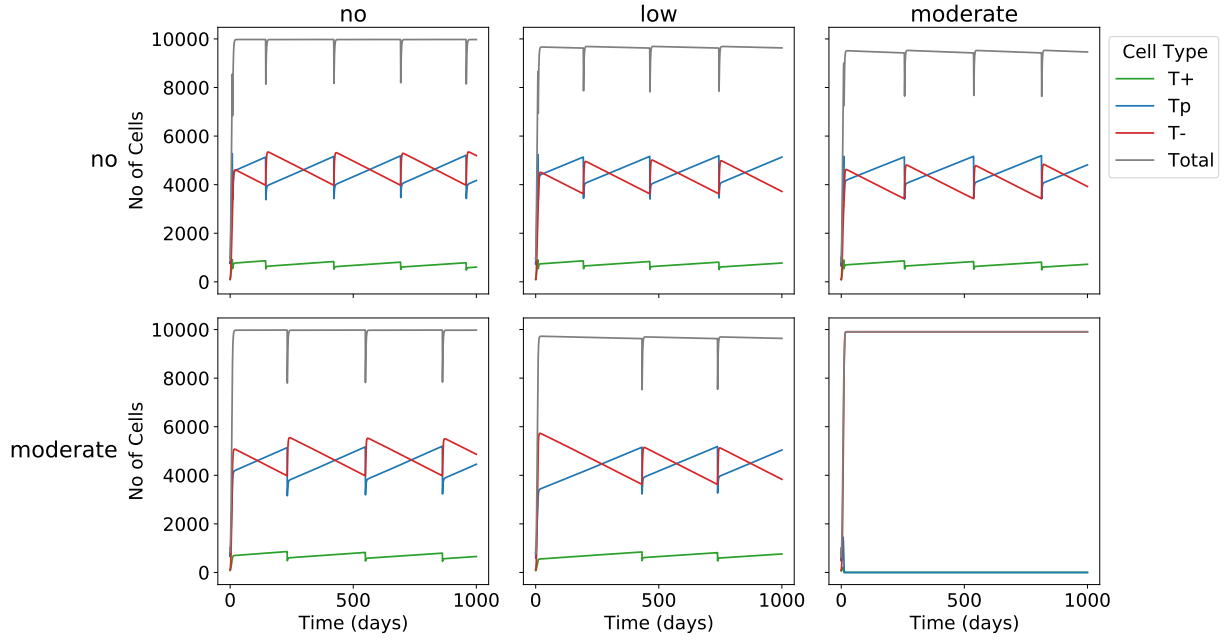 no low moderate
10000
8000
6000
4000
2000
0
No of Cells
no
Cell Type
T+
Tp
T-
Total
10000
8000
6000
4000
2000
0
No of Cells
moderate
0 500 1000 0 500 1000 0 500 1000
Time (days) Time (days) Time (days)